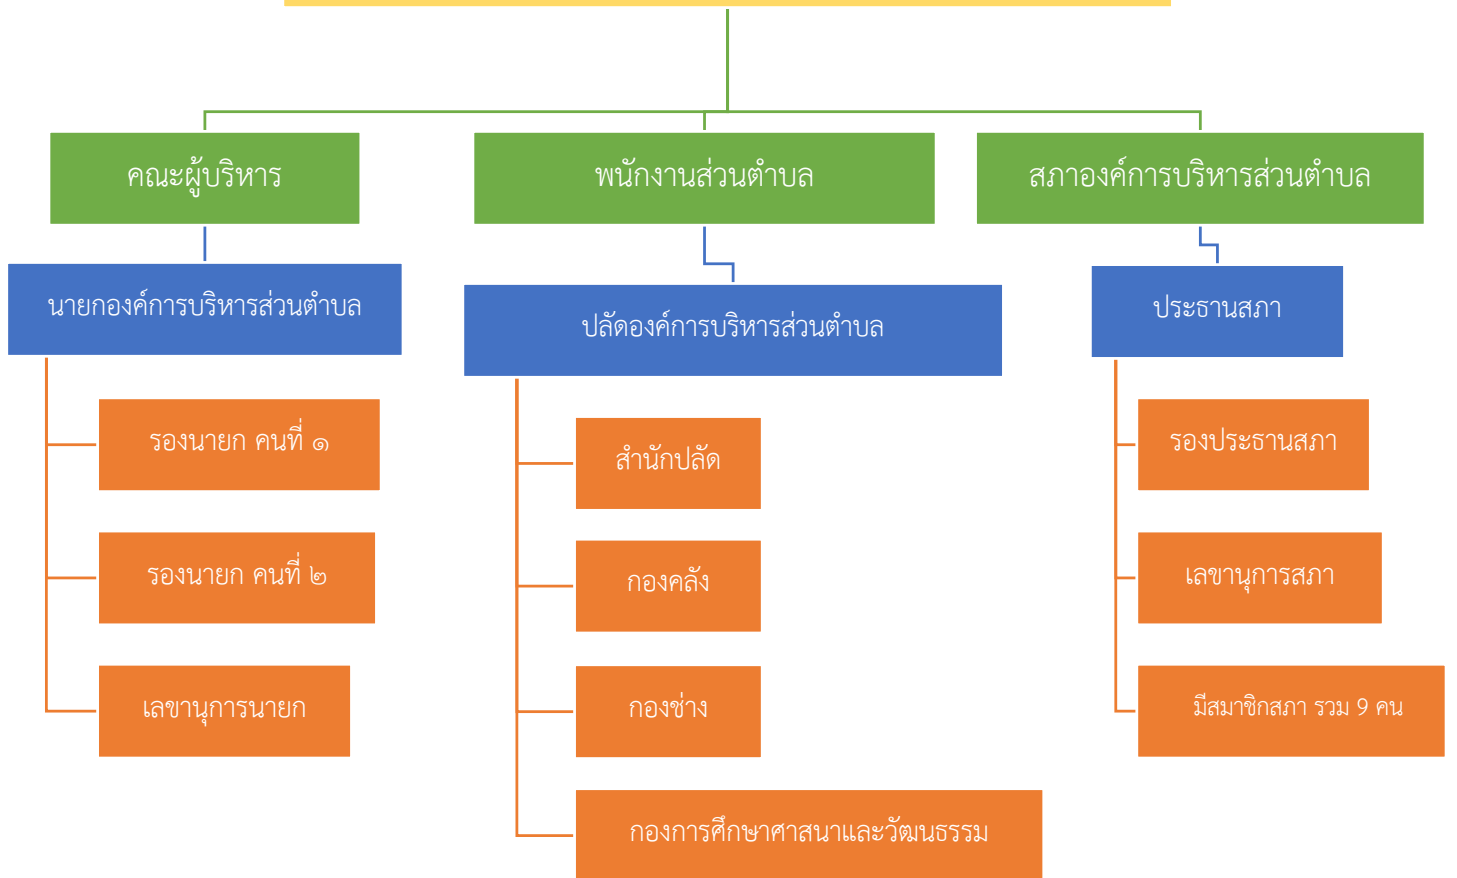 คณะผู้บริหาร
พนักงานส่วนตำบล
สภาองค์การบริหารส่วนตำบล
นายกองค์การบริหารส่วนตำบล
ปลัดองค์การบริหารส่วนตำบล
ประธานสภา
รองนายก คนที่ ๑
รองนายก คนที่ ๒
เลขานุการนายก
สำนักปลัด
กองคลัง
กองช่าง
กองการศึกษาศาสนาและวัฒนธรรม
รองประธานสภา
เลขานุการสภา
มีสมาชิกสภา รวม 9 คน